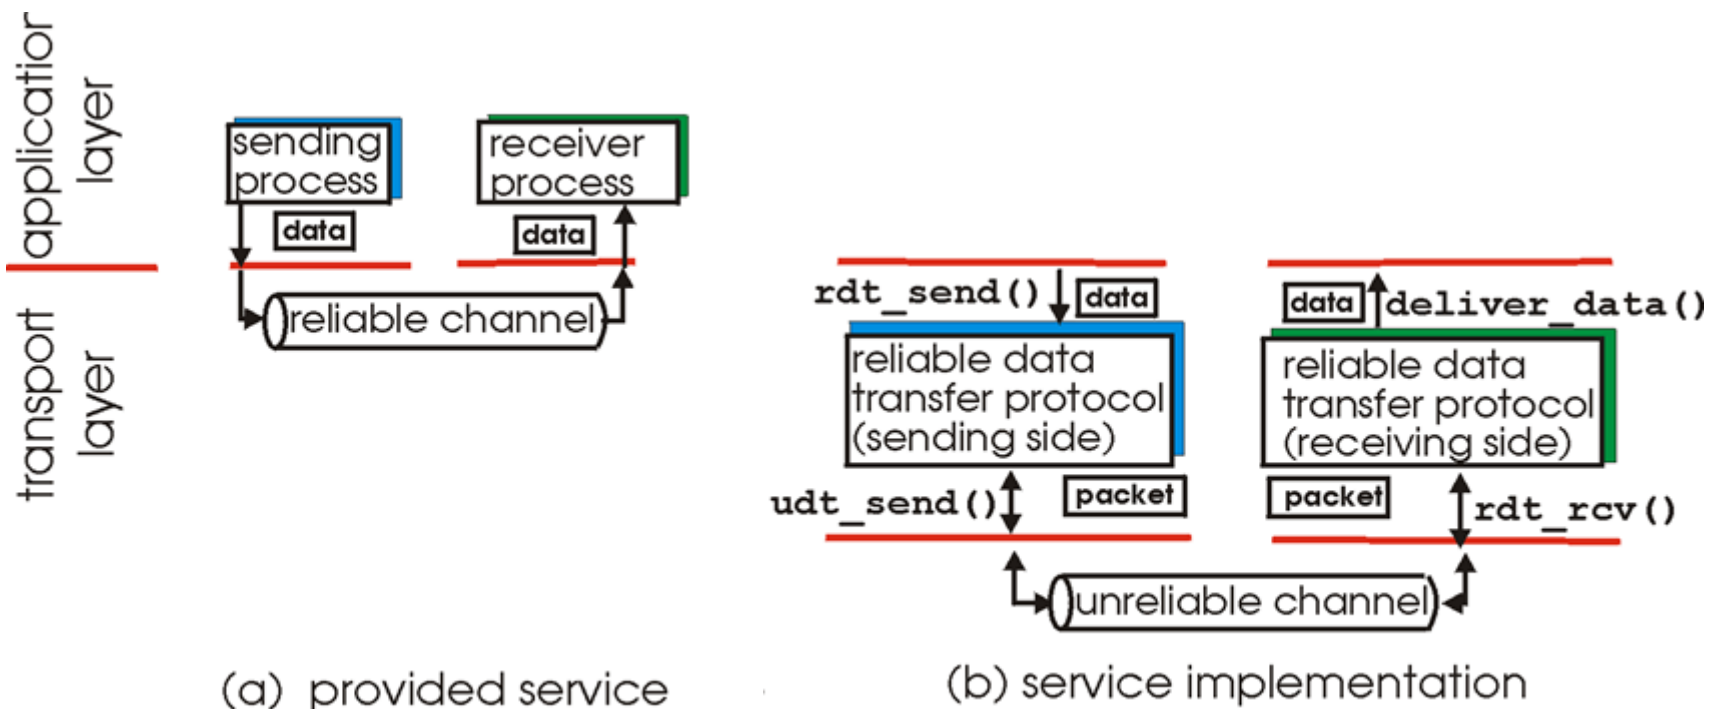 application
layer
transport
layer
sending
process
receiver
process
data
data
reliable channel
(a) provided service
rdt_send()
data
data
deliver_data()
reliable data
transfer protocol
(sending side)
reliable data
transfer protocol
(receiving side)
udt_send()
packet
packet
rdt_rcv()
unreliable channel
(b) service implementation